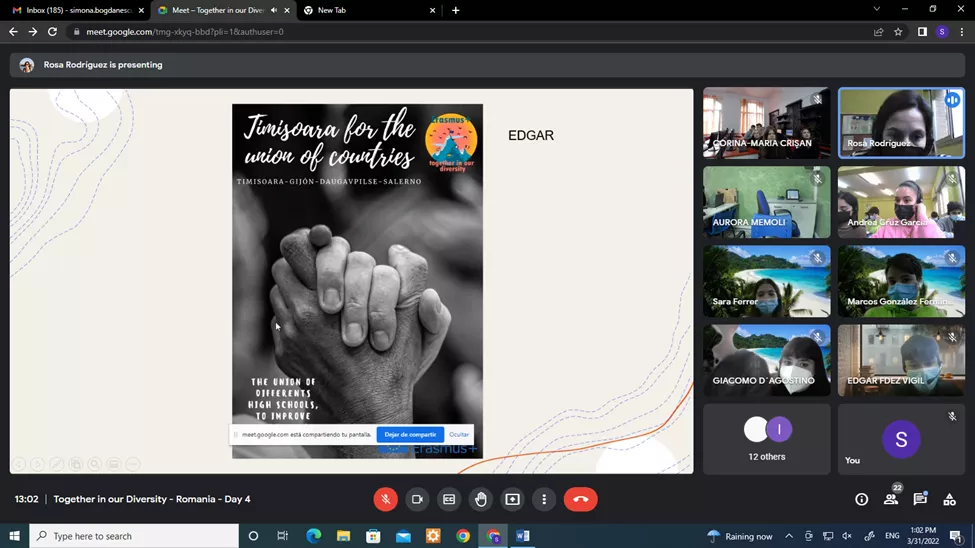 Inbox (185) - simona.bogdanesc
Meet – Together in our Diver
New Tab
meet.google.com/tmg-xkyq-bbd?pli=1&authuser=0
S
Rosa Rodriguez is presenting
Timisoara for the
union of countries
Erasmus+
together in our
diversity
TIMISOARA-GIJÓN-DAUGAVPILSE-SALERNO
EDGAR
THE UNION OF
DIFFERENTS
HIGH SCHOOLS,
TO IMPROVE
meet.google.com está compartiendo tu pantalla.
Dejar de compartir
Ocultar
Erasmus+
CORINA-MARIA CRIȘAN
Rosa Rodriguez
AURORA MEMOLI
Andrea Cruz García
Sara Ferrer
Marcos González Fernán
GIACOMO D´AGOSTINO
EDGAR FDEZ VIGIL
I
12 others
S
You
13:02
Together in our Diversity - Romania - Day 4
22
Type here to search
Raining now
ENG
1:02 PM
3/31/2022
1